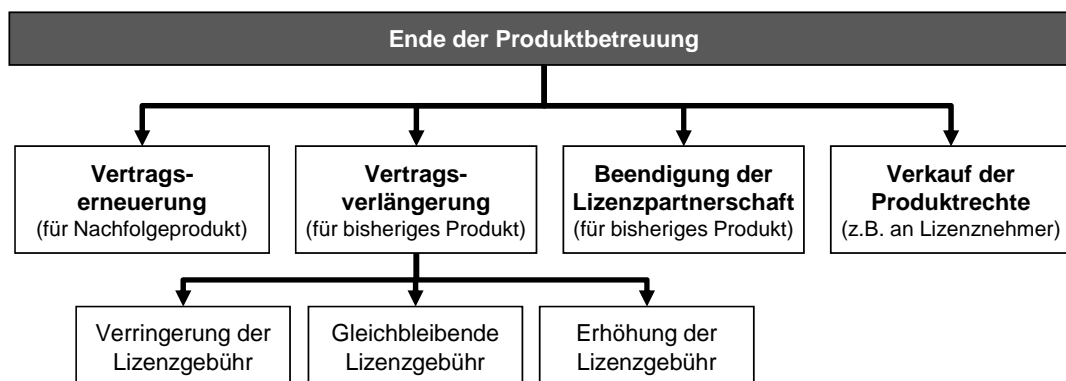 Ende der Produktbetreuung
Vertrags-
erneuerung
(für Nachfolgeprodukt)
Vertrags-
verlängerung
(für bisheriges Produkt)
Beendigung der
Lizenzpartnerschaft
(für bisheriges Produkt)
Verkauf der
Produktrechte
(z.B. an Lizenznehmer)
Verringerung der
Lizenzgebühr
Gleichbleibende
Lizenzgebühr
Erhöhung der
Lizenzgebühr